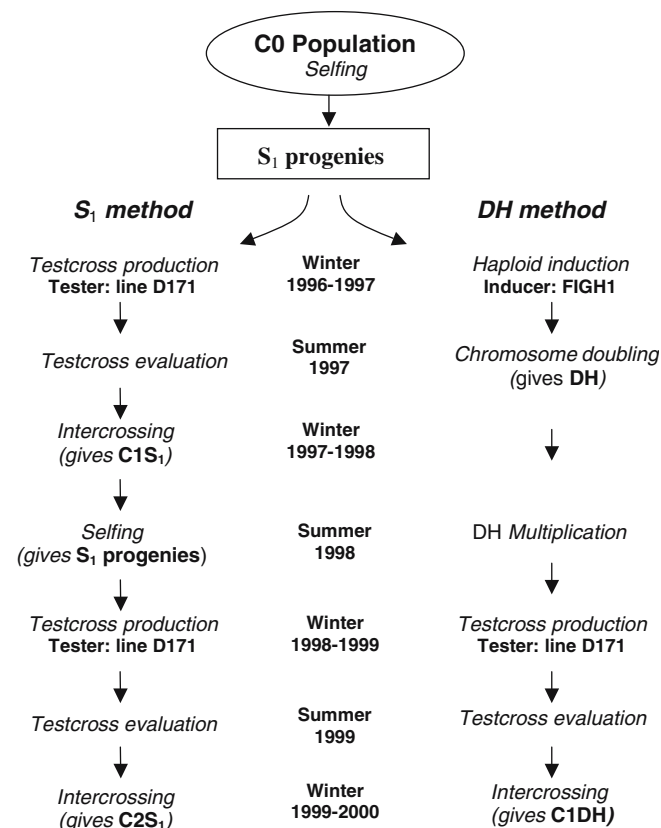 C0 Population
Selfing
S₁ progenies
S₁ method
DH method
Testcross production
Tester: line D171
Winter
1996-1997
Haploid induction
Inducer: FIGH1
Testcross evaluation
Summer
1997
Chromosome doubling
(gives DH)
Intercrossing
(gives C1S₁)
Winter
1997-1998
Selfing
(gives S₁ progenies)
Summer
1998
DH Multiplication
Testcross production
Tester: line D171
Winter
1998-1999
Testcross production
Tester: line D171
Testcross evaluation
Summer
1999
Testcross evaluation
Intercrossing
(gives C2S₁)
Winter
1999-2000
Intercrossing
(gives C1DH)